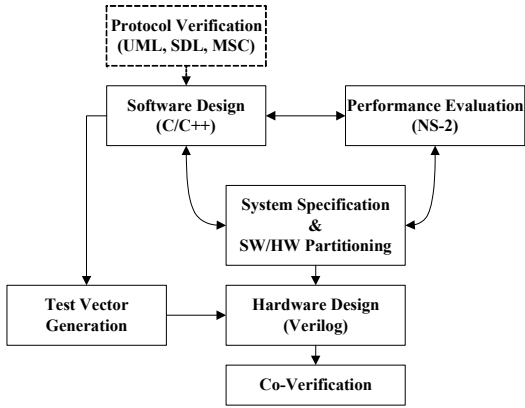 Protocol Verification
(UML, SDL, MSC)
Software Design
(C/C++)
Performance Evaluation
(NS-2)
System Specification
&
SW/HW Partitioning
Test Vector
Generation
Hardware Design
(Verilog)
Co-Verification